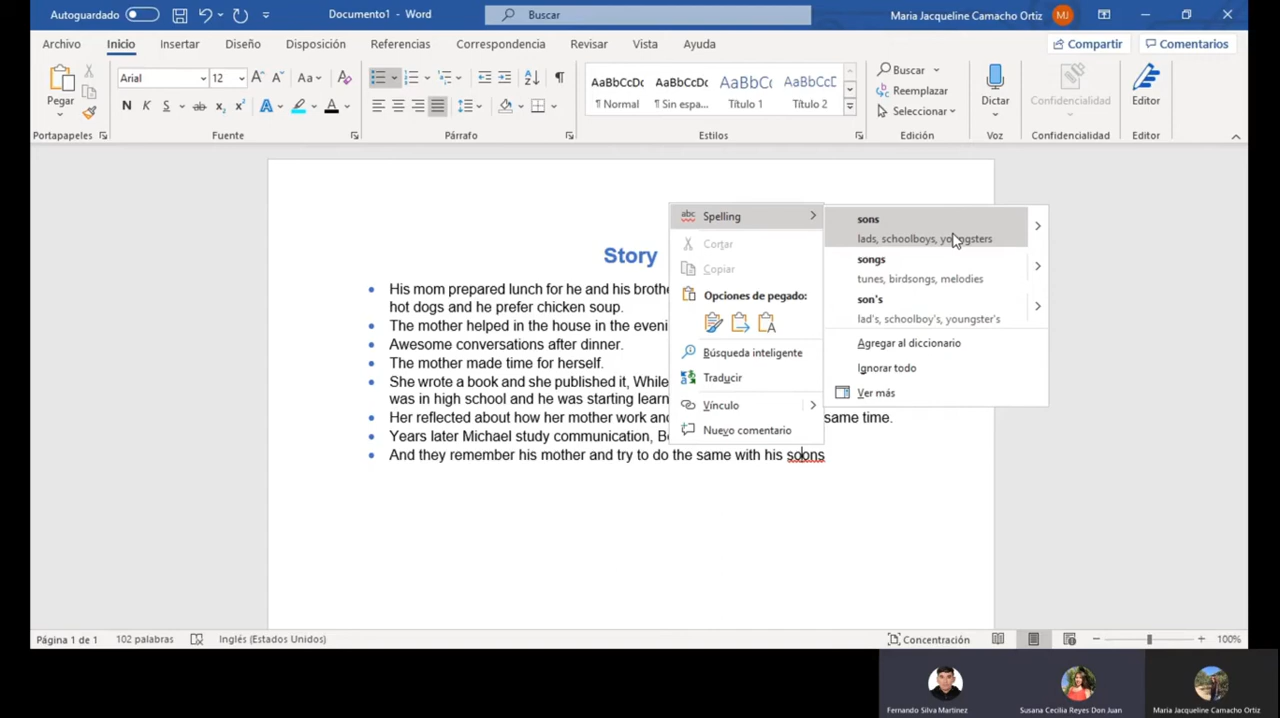 Autoguardado Documento1 - Word Buscar Maria Jacqueline Camacho Ortiz MJ
Archivo Inicio Insertar Diseño Disposición Referencias Correspondencia Revisar Vista Ayuda Compartir Comentarios
Arial 12 Aa AaBbCcDc AaBbCcDc AaBbCc AaBbCcC Buscar
Pegar N K S ab x₂ x² A A ¶ Normal ¶ Sin espa... Título 1 Título 2 Reemplazar Dictar Confidencialidad Editor
Seleccionar
Portapapeles Fuente Párrafo Estilos Edición Voz Confidencialidad Editor
Story
His mom prepared lunch for he and his brothe
hot dogs and he prefer chicken soup.
The mother helped in the house in the eveni
Awesome conversations after dinner.
The mother made time for herself.
She wrote a book and she published it, While
was in high school and he was starting learn
Her reflected about how her mother work an same time.
Years later Michael study communication, B
And they remember his mother and try to do the same with his soons
abc Spelling
Cortar
Copiar
Opciones de pegado:
Búsqueda inteligente
Traducir
Vínculo
Nuevo comentario
sons
lads, schoolboys, youngsters
songs
tunes, birdsongs, melodies
son's
lad's, schoolboy's, youngster's
Agregar al diccionario
Ignorar todo
Ver más
Página 1 de 1 102 palabras Inglés (Estados Unidos) Concentración 100%
Fernando Silva Martinez Susana Cecilia Reyes Don Juan Maria Jacqueline Camacho Ortiz